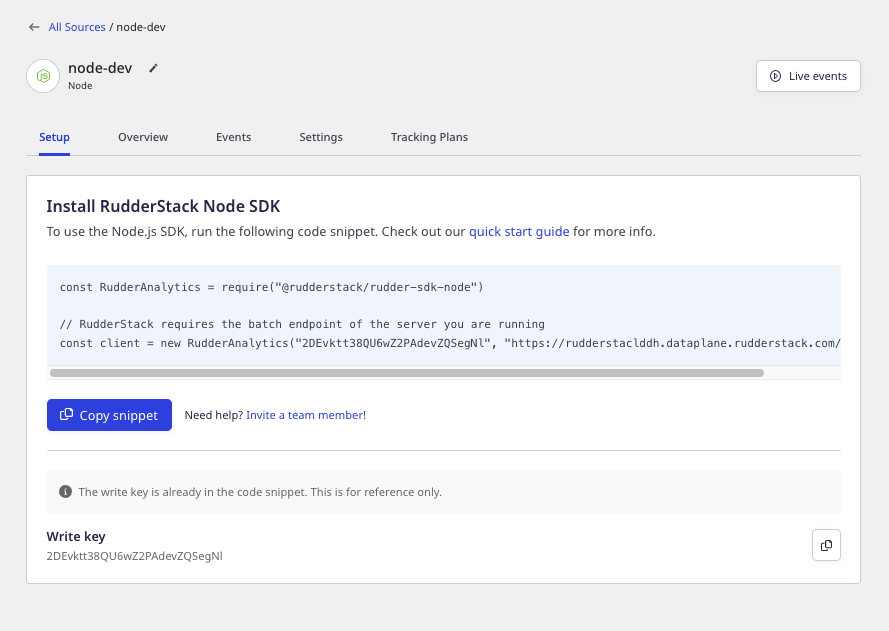 All Sources / node-dev
node-dev
Node
Live events
Setup Overview Events Settings Tracking Plans
Install RudderStack Node SDK
To use the Node.js SDK, run the following code snippet. Check out our quick start guide for more info.
const RudderAnalytics = require("@rudderstack/rudder-sdk-node")
// RudderStack requires the batch endpoint of the server you are running
const client = new RudderAnalytics("2DEvktt38QU6wZ2PAdevZQSegNl", "https://rudderstaclddh.dataplane.rudderstack.com/
Copy snippet Need help? Invite a team member!
The write key is already in the code snippet. This is for reference only.
Write key
2DEvktt38QU6wZ2PAdevZQSegNl